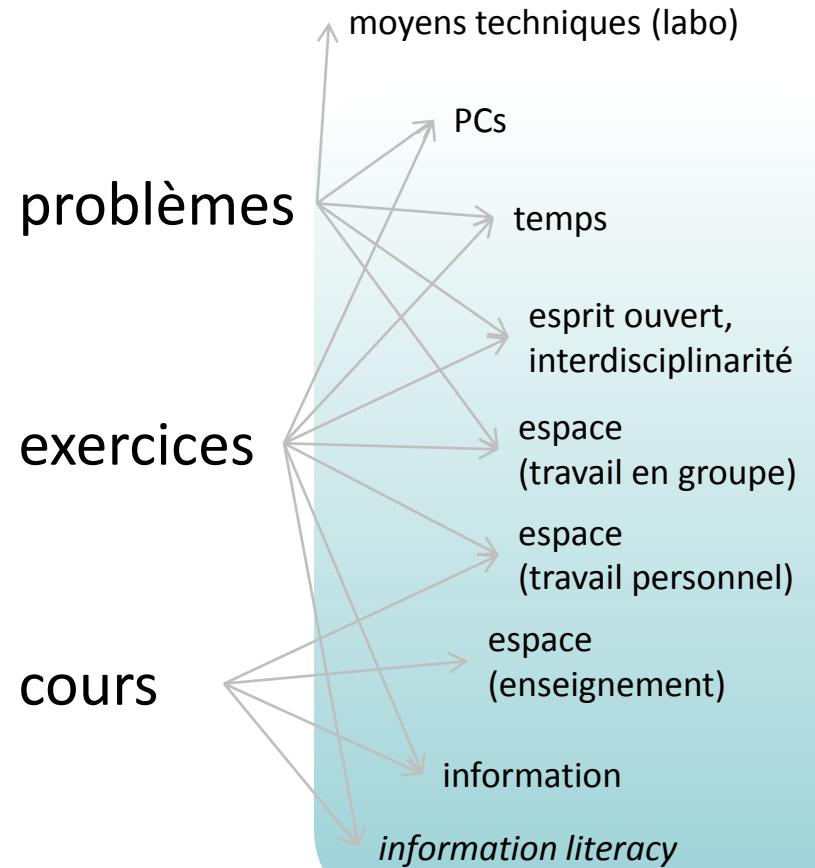 moyens techniques (labo)
PCs
problèmes
temps
esprit ouvert,
interdisciplinarité
exercices
espace
(travail en groupe)
espace
(travail personnel)
cours
espace
(enseignement)
information
information literacy